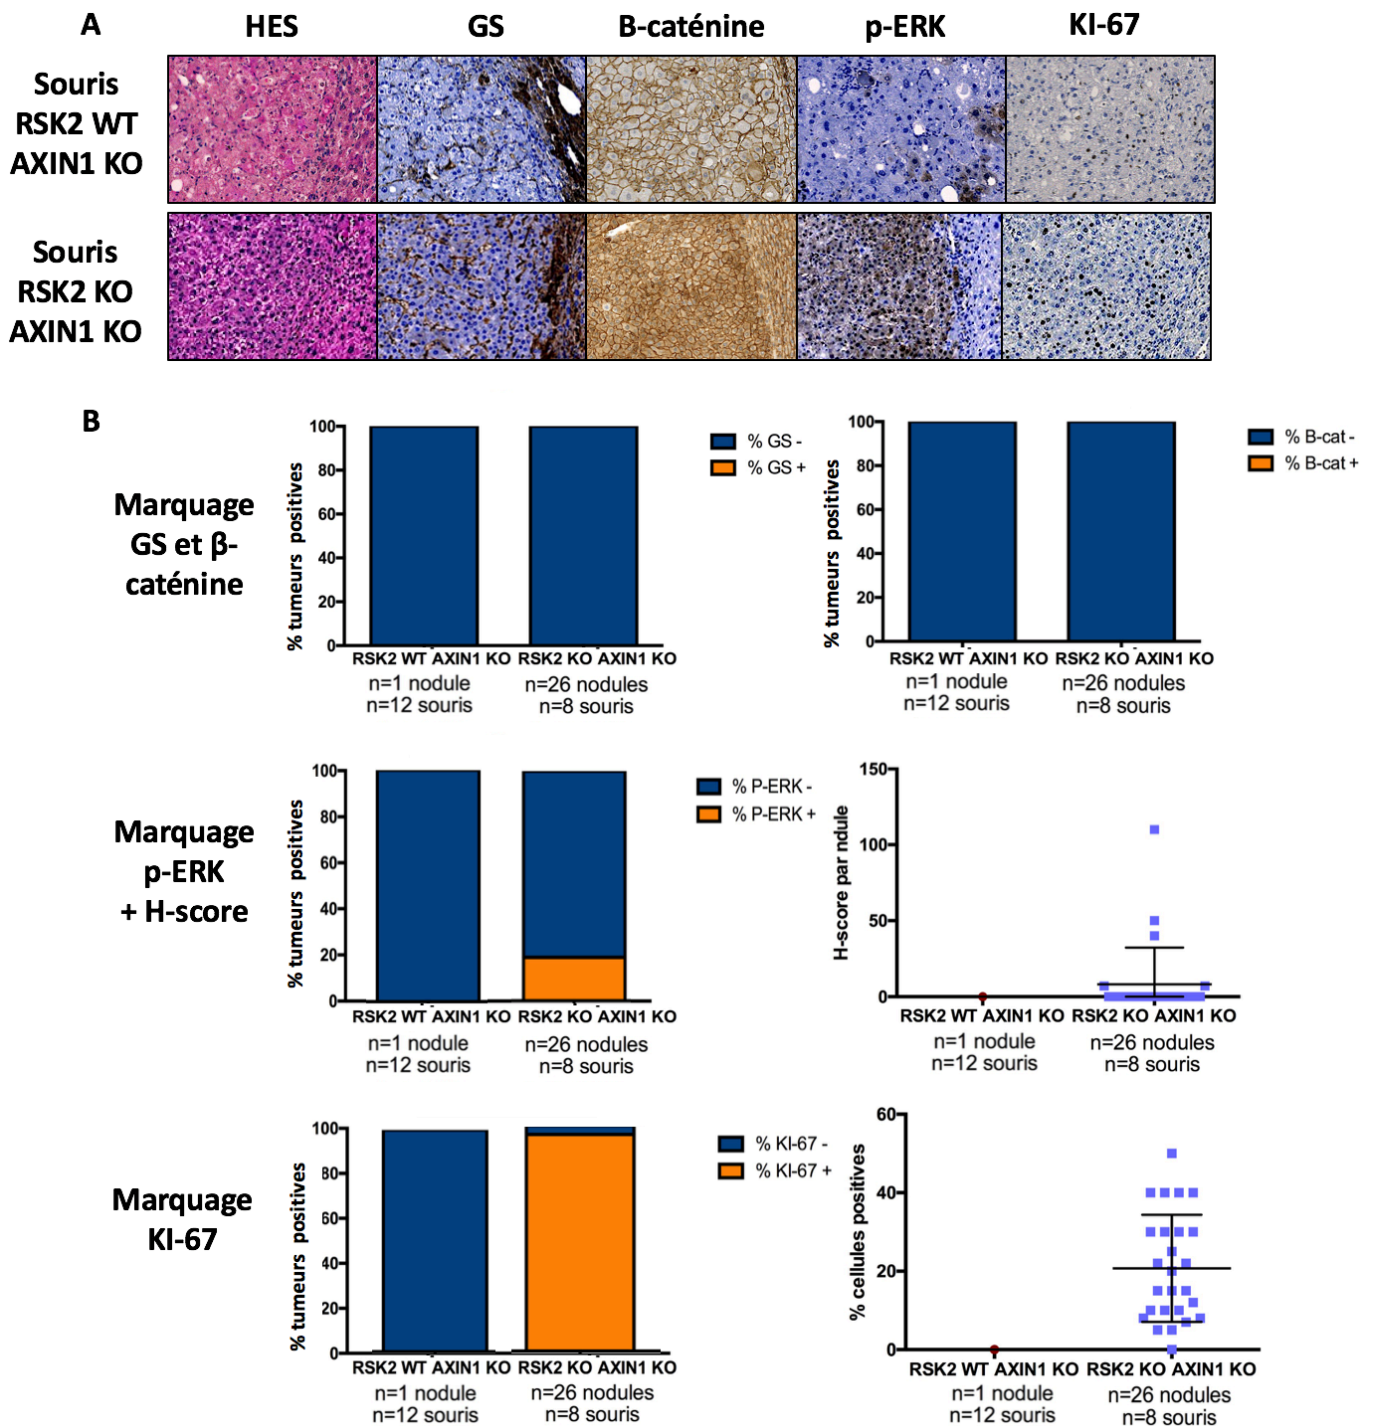 A
HES
GS
B-caténine
p-ERK
KI-67
Souris
RSK2 WT
AXIN1 KO
Souris
RSK2 KO
AXIN1 KO
B
Marquage
GS et β-
caténine
% tumeurs positives
100
80
60
40
20
0
RSK2 WT AXIN1 KO
RSK2 KO AXIN1 KO
n=1 nodule
n=12 souris
n=26 nodules
n=8 souris
% GS -
% GS +
% tumeurs positives
100
80
60
40
20
0
RSK2 WT AXIN1 KO
RSK2 KO AXIN1 KO
n=1 nodule
n=12 souris
n=26 nodules
n=8 souris
% B-cat -
% B-cat +
Marquage
p-ERK
+ H-score
% tumeurs positives
100
80
60
40
20
0
RSK2 WT AXIN1 KO
RSK2 KO AXIN1 KO
n=1 nodule
n=12 souris
n=26 nodules
n=8 souris
% P-ERK -
% P-ERK +
H-score par ndule
150
100
50
0
RSK2 WT AXIN1 KO
RSK2 KO AXIN1 KO
n=1 nodule
n=12 souris
n=26 nodules
n=8 souris
Marquage
KI-67
% tumeurs positives
100
80
60
40
20
0
RSK2 WT AXIN1 KO
RSK2 KO AXIN1 KO
n=1 nodule
n=12 souris
n=26 nodules
n=8 souris
% KI-67 -
% KI-67 +
% cellules positives
60
40
20
0
RSK2 WT AXIN1 KO
RSK2 KO AXIN1 KO
n=1 nodule
n=12 souris
n=26 nodules
n=8 souris